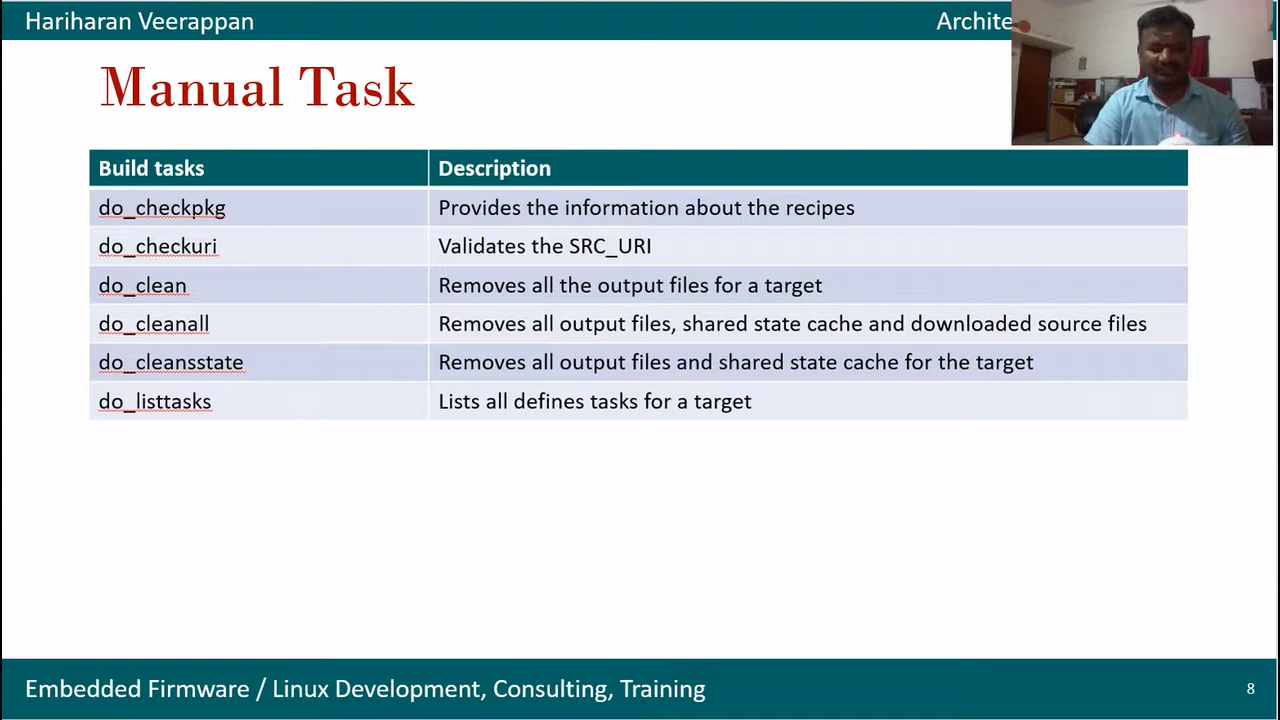 Hariharan Veerappan Archite
Manual Task
Build tasks Description
do_checkpkg Provides the information about the recipes
do_checkuri Validates the SRC_URI
do_clean Removes all the output files for a target
do_cleanall Removes all output files, shared state cache and downloaded source files
do_cleansstate Removes all output files and shared state cache for the target
do_listtasks Lists all defines tasks for a target
Embedded Firmware / Linux Development, Consulting, Training 8